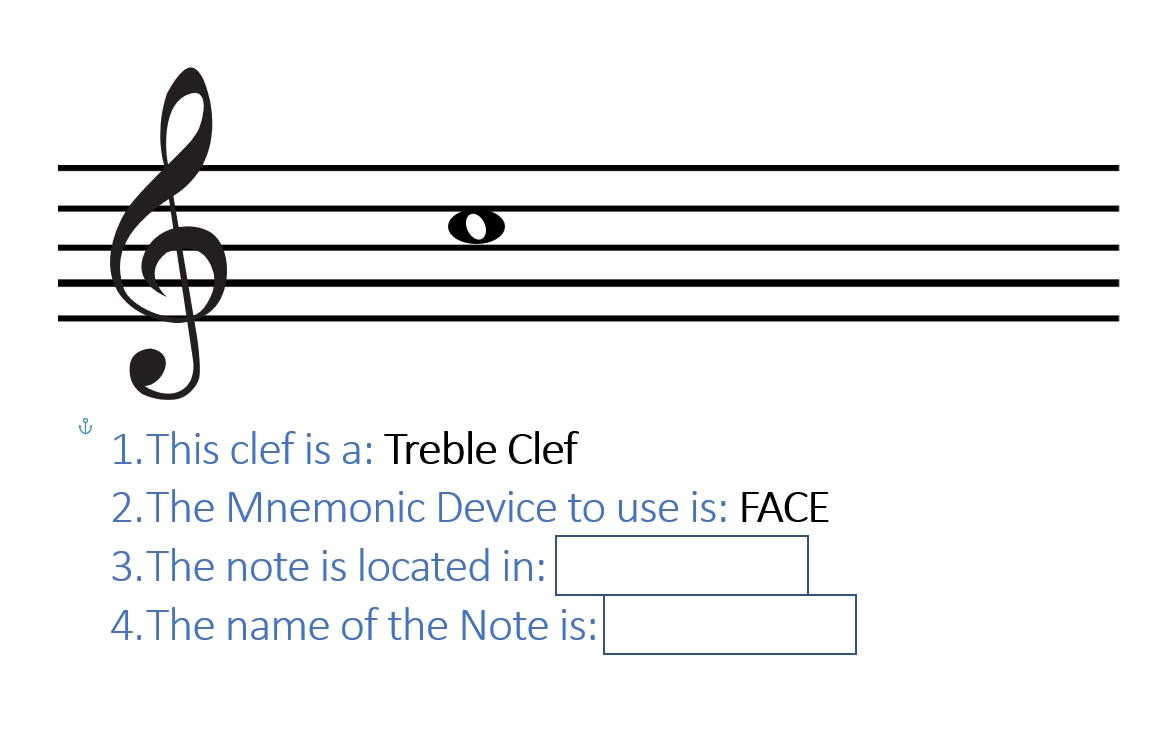 1.This clef is a: Treble Clef
2.The Mnemonic Device to use is: FACE
3.The note is located in:
4.The name of the Note is: